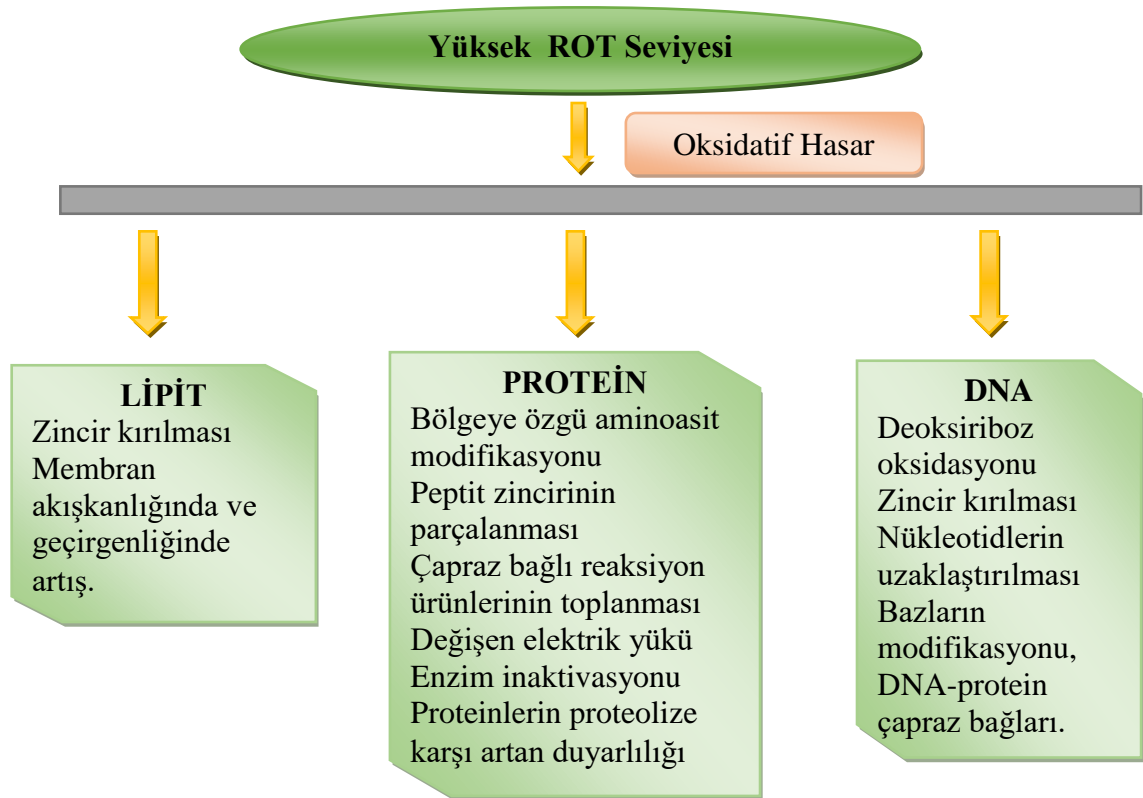 Yüksek ROT Seviyesi
Oksidatif Hasar
LİPİT
Zincir kırılması
Membran
akışkanlığında ve
geçirgenliğinde
artış.
PROTEİN
Bölgeye özgü aminoasit
modifikasyonu
Peptit zincirinin
parçalanması
Çapraz bağlı reaksiyon
ürünlerinin toplanması
Değişen elektrik yükü
Enzim inaktivasyonu
Proteinlerin proteolize
karşı artan duyarlılığı
DNA
Deoksiriboz
oksidasyonu
Zincir kırılması
Nükleotidlerin
uzaklaştırılması
Bazların
modifikasyonu,
DNA-protein
çapraz bağları.